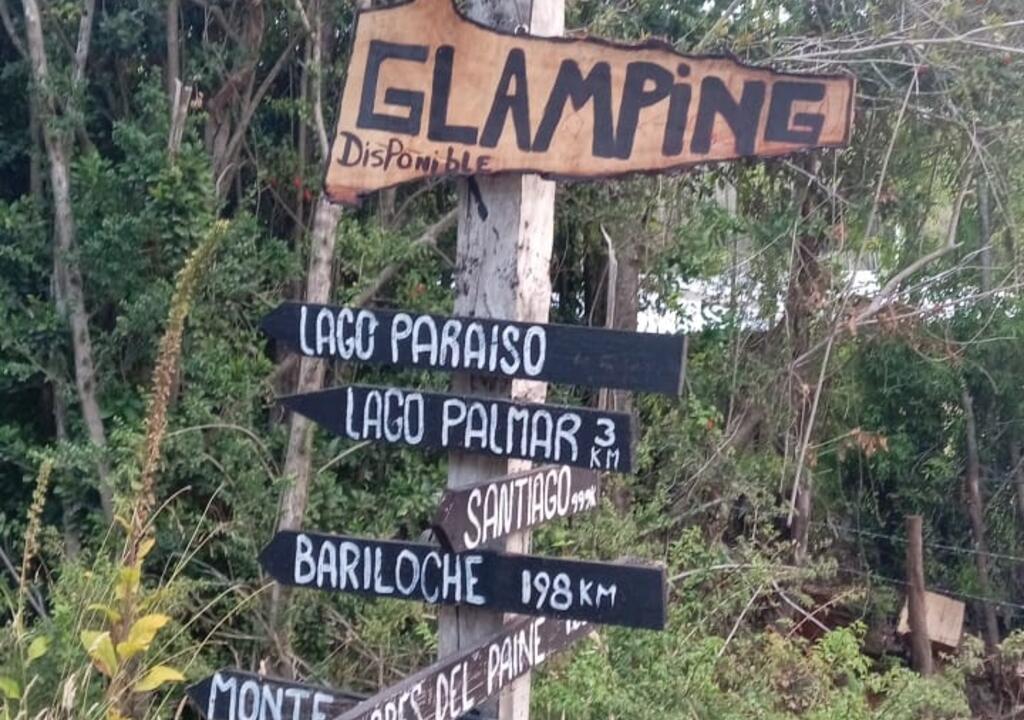 GLAMPiNG
DisPoniblE
LAGO PARAISO
LAGO PALMAR 3 KM
SANTIAGO
BARILOCHE 198 KM
DEL PAINE
MONTE